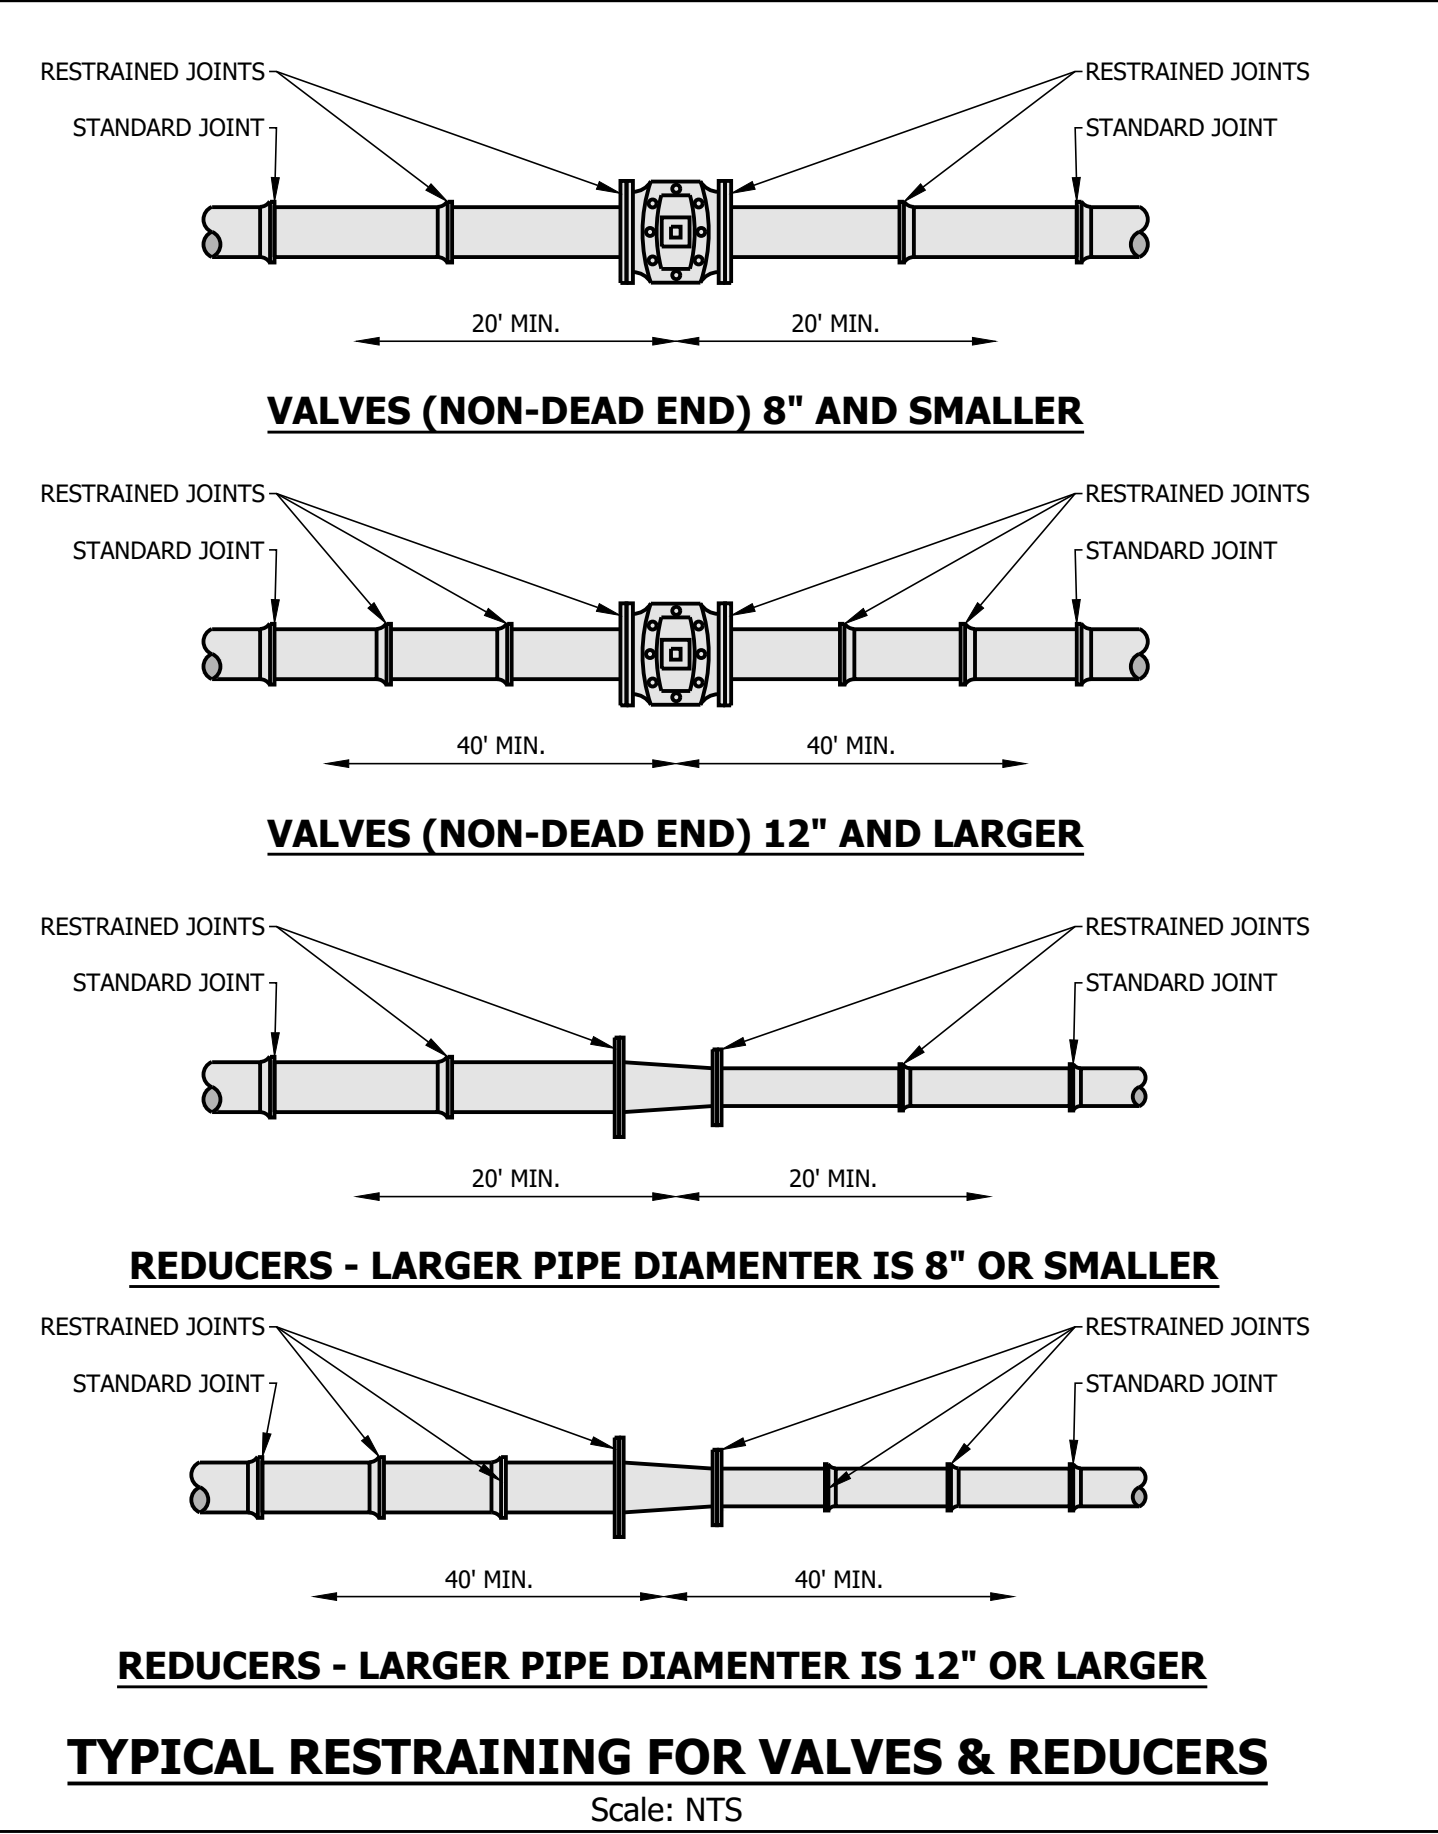 RESTRAINED JOINTS RESTRAINED JOINTS
STANDARD JOINT STANDARD JOINT
20' MIN. 20' MIN.
VALVES (NON-DEAD END) 8" AND SMALLER
RESTRAINED JOINTS RESTRAINED JOINTS
STANDARD JOINT STANDARD JOINT
40' MIN. 40' MIN.
VALVES (NON-DEAD END) 12" AND LARGER
RESTRAINED JOINTS RESTRAINED JOINTS
STANDARD JOINT STANDARD JOINT
20' MIN. 20' MIN.
REDUCERS - LARGER PIPE DIAMENTER IS 8" OR SMALLER
RESTRAINED JOINTS RESTRAINED JOINTS
STANDARD JOINT STANDARD JOINT
40' MIN. 40' MIN.
REDUCERS - LARGER PIPE DIAMENTER IS 12" OR LARGER
TYPICAL RESTRAINING FOR VALVES & REDUCERS
Scale: NTS